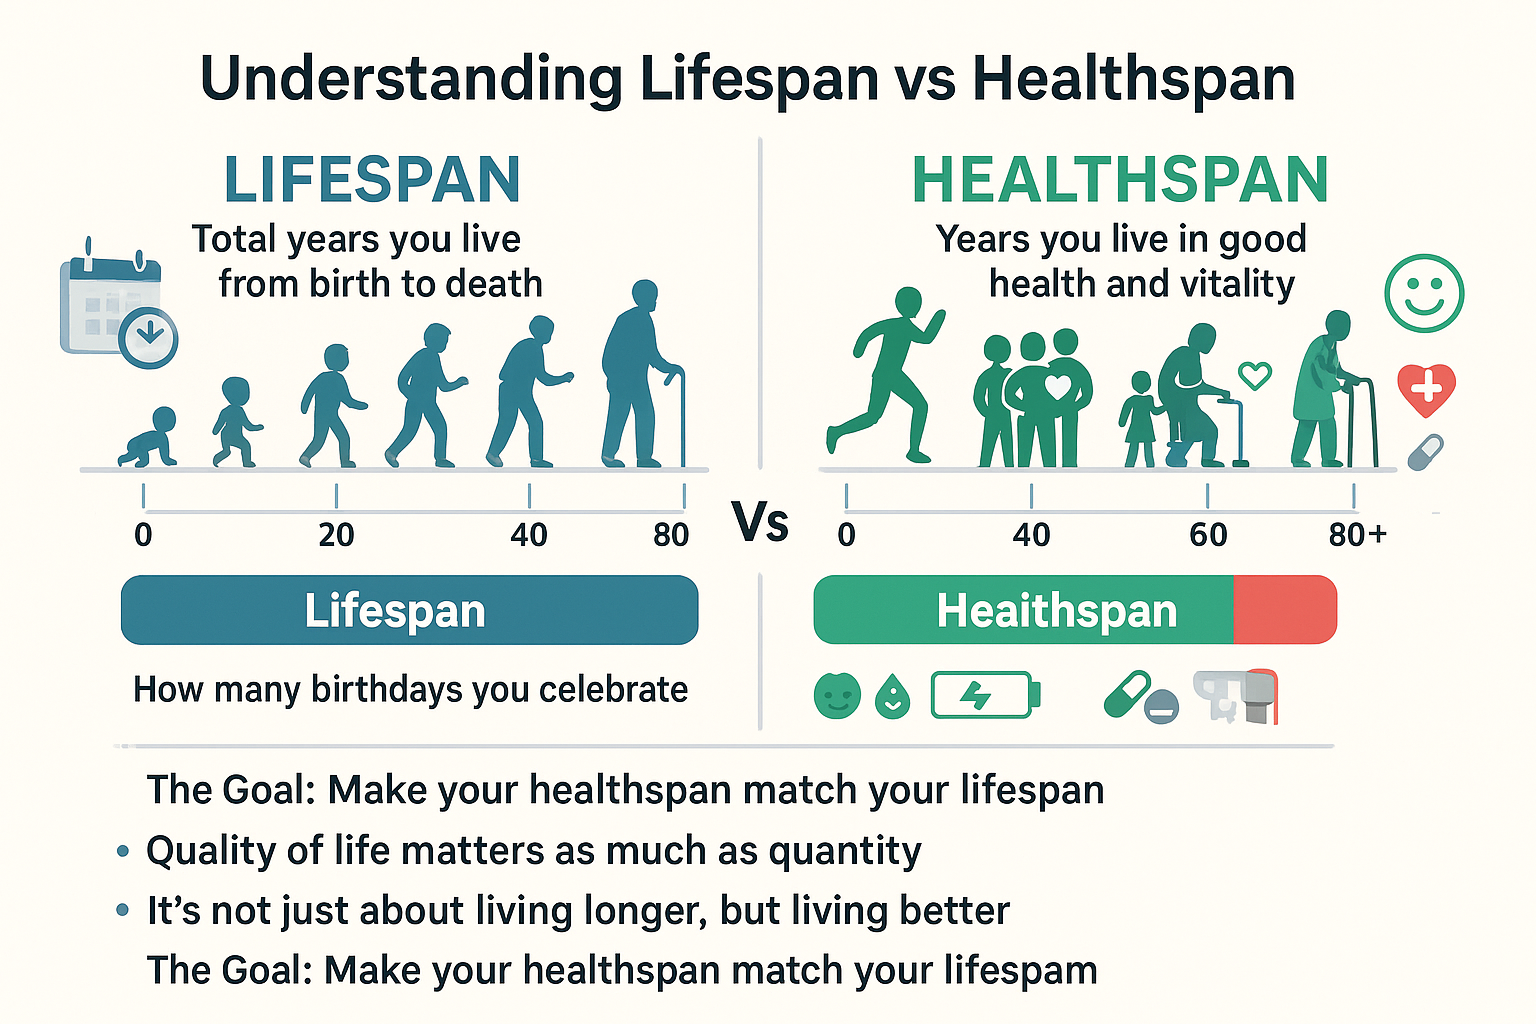 Understanding Lifespan vs Healthspan
LIFESPAN
Total years you live
from birth to death
0 20 40 80
Lifespan
How many birthdays you celebrate
Vs
HEALTHSPAN
Years you live in good
health and vitality
0 40 60 80+
Heaithspan
The Goal: Make your healthspan match your lifespan
• Quality of life matters as much as quantity
• It’s not just about living longer, but living better
The Goal: Make your healthspan match your lifespam